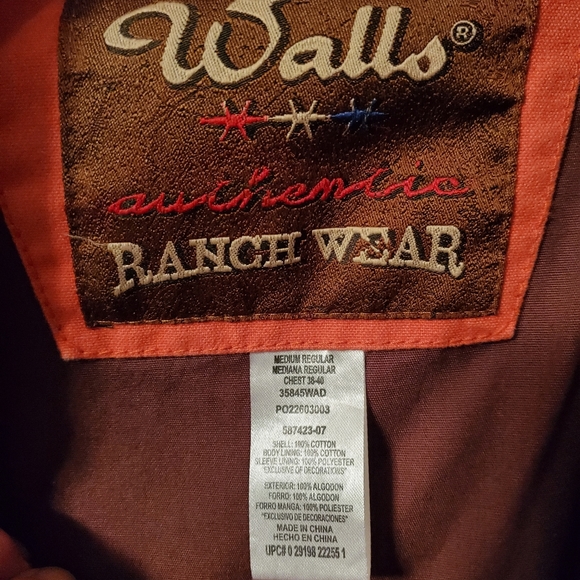 Walls®
authentic
RANCH WEAR
MEDIUM REGULAR
MEDIANA REGULAR
CHEST 38-40
35845WAD
PO22603003
587423-07
SHELL: 100% COTTON
BODY LINING: 100% COTTON
SLEEVE LINING: 100% POLYESTER
"EXCLUSIVE OF DECORATIONS"
EXTERIOR: 100% ALGODON
FORRO: 100% ALGODON
FORRO MANGA: 100% POLIESTER
"EXCLUSIVO DE DECORACIONES"
MADE IN CHINA
HECHO EN CHINA
UPC# 0 29198 22255 1